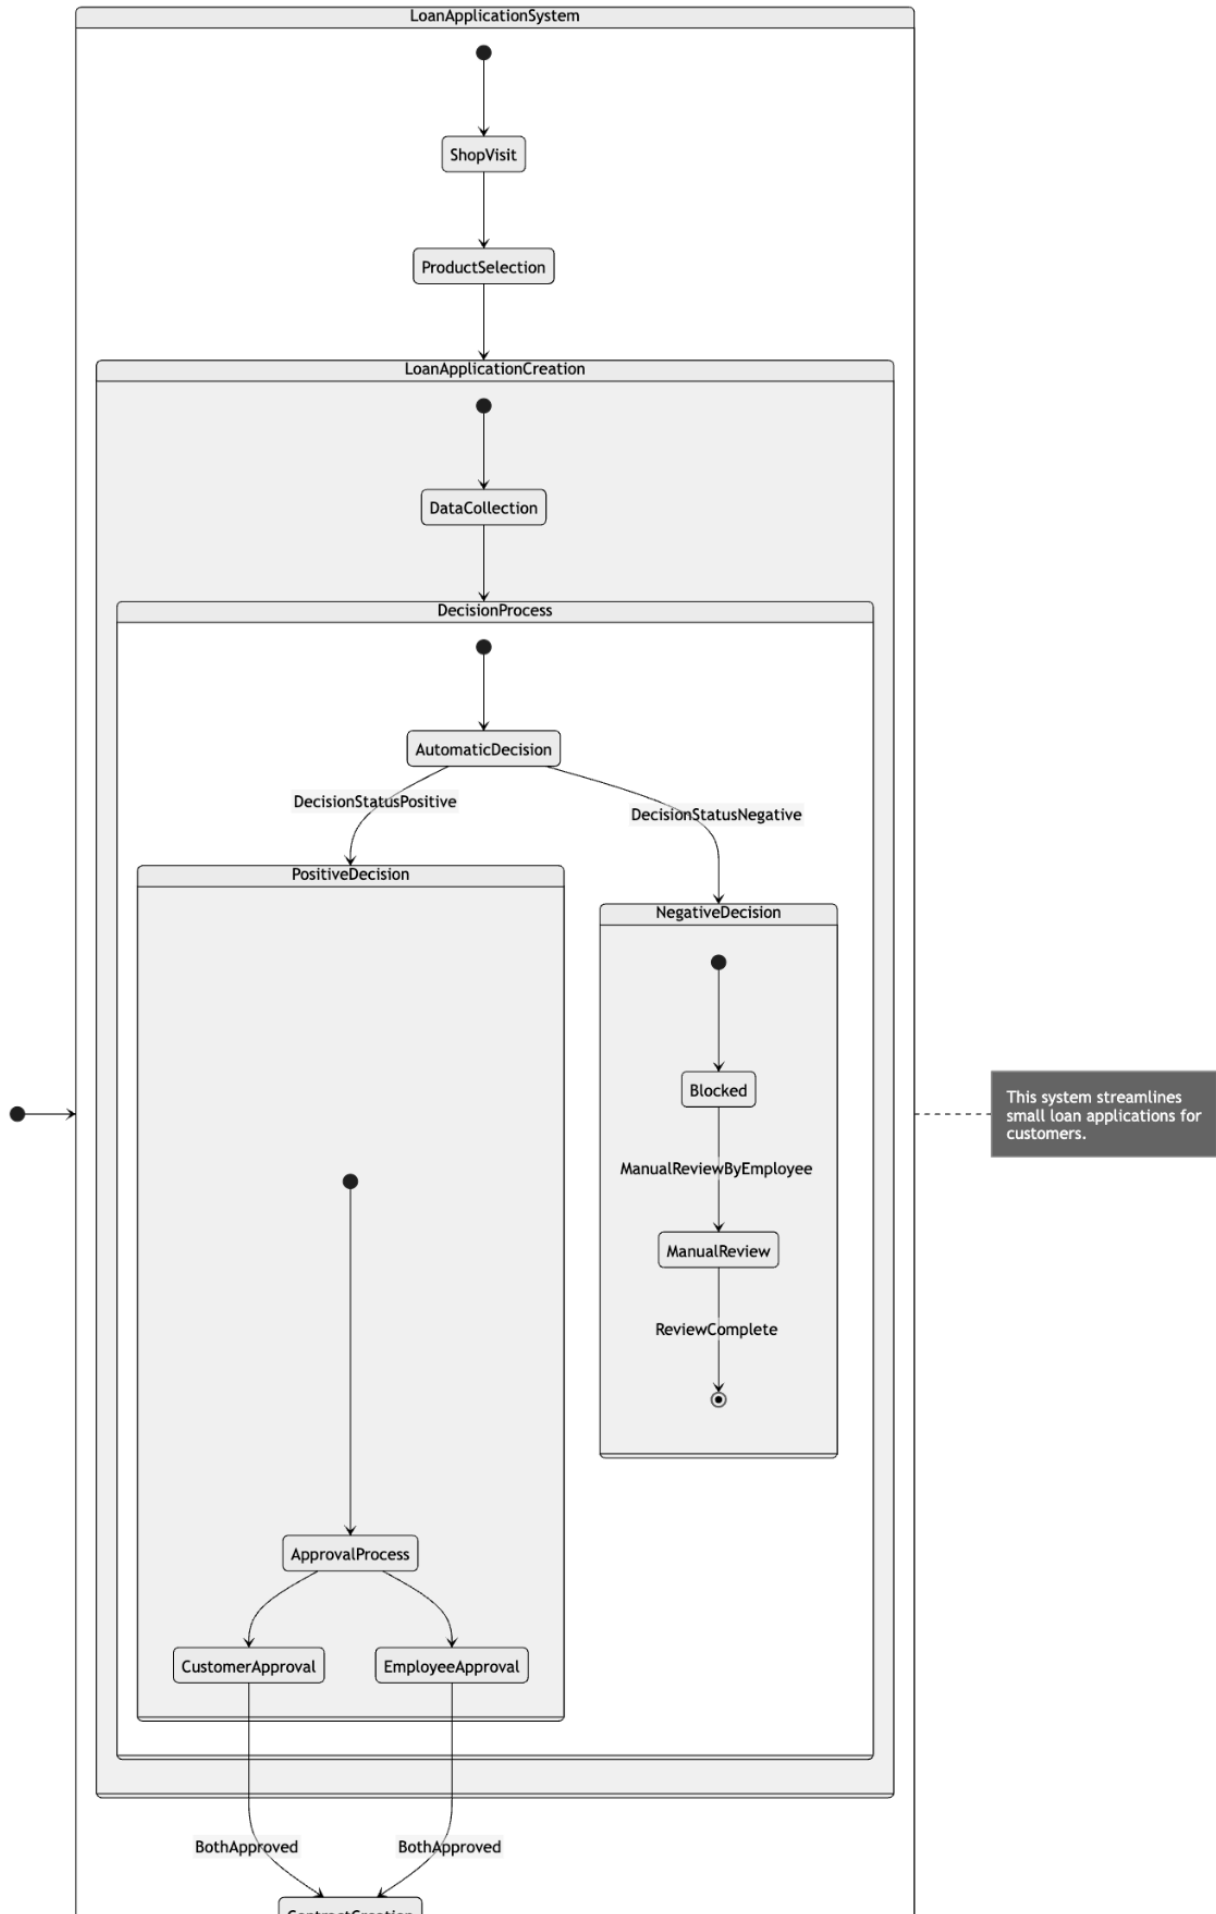 LoanApplicationSystem
ShopVisit
ProductSelection
LoanApplicationCreation
DataCollection
DecisionProcess
AutomaticDecision
DecisionStatusPositive
DecisionStatusNegative
PositiveDecision
NegativeDecision
Blocked
This system streamlines
small loan applications for
customers.
ManualReviewByEmployee
ManualReview
ReviewComplete
ApprovalProcess
CustomerApproval
EmployeeApproval
BothApproved
BothApproved
ContractCreation